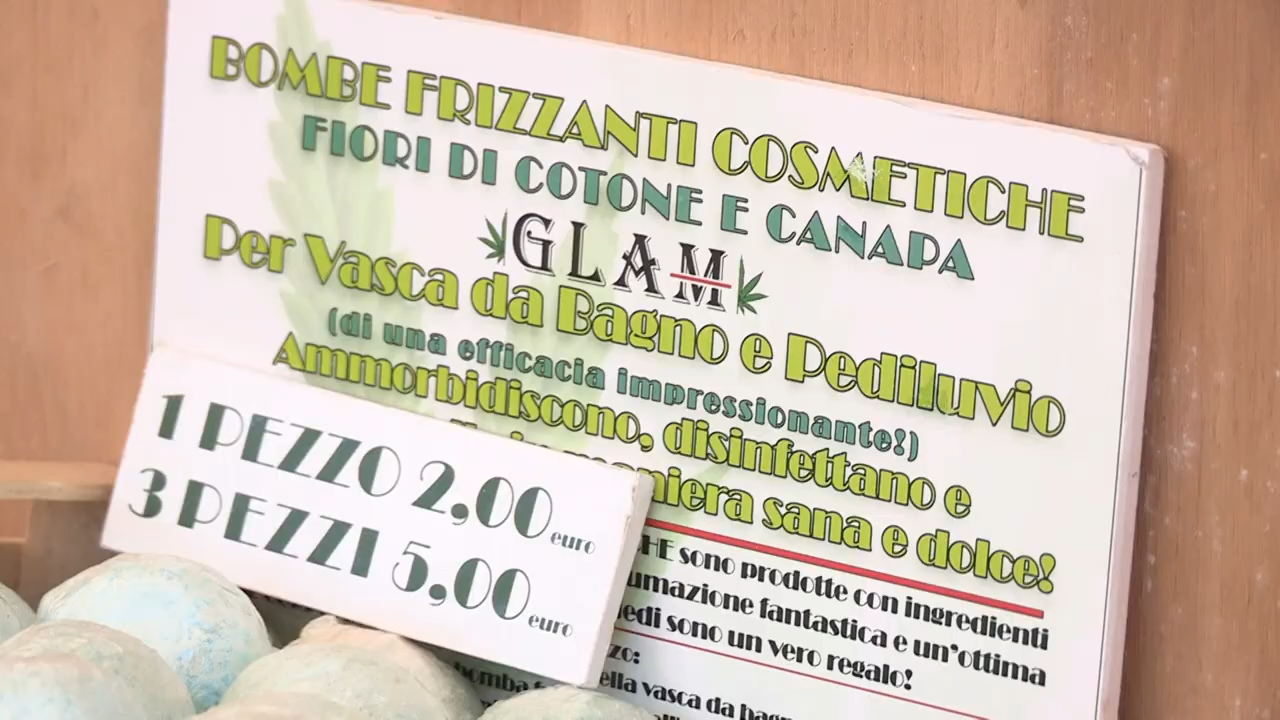 BOMBE FRIZZANTI COSMETICHE
FIORI DI COTONE E CANAPA
GLAM
Per Vasca da Bagno e Pediluvio
(di una efficacia impressionante!)
Ammorbidiscono, disinfettano e
sana e dolce!
sono prodotte con ingredienti
fantastica e un'ottima
sono un vero regalo!
vasca da
1 PEZZO 2,00 euro
3 PEZZI 5,00 euro